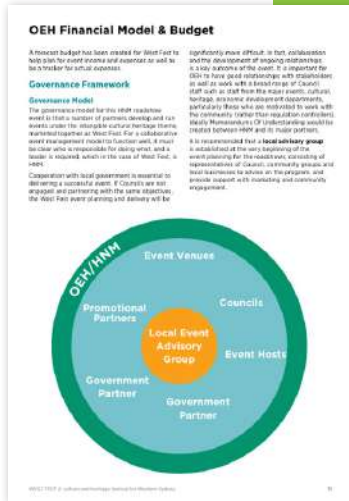 OEH Financial Model & Budget
A forecast budget has been created for West Fest to
help plan for event income and expenses as well as
be a tracker for actual expenses.
Governance Framework
Governance Model
The governance model for this HNM roadshow
event is that a number of partners develop and run
events under the intangible cultural heritage theme,
marketed together as West Fest. For a collaborative
event management model to function well, it must
be clear who is responsible for doing what, and a
leader is required, which in the case of West Fest, is
HNM.
Cooperation with local government is essential to
delivering a successful event. If Councils are not
engaged and partnering with the same objectives,
the West Fest event planning and delivery will be
significantly more difficult. In fact, collaboration
and the development of ongoing relationships
is a key outcome of the event. It is important for
OEH to have good relationships with stakeholders
as well as work with a broad range of Council
staff such as from the major events, cultural,
heritage, economic development departments,
particularly those who are motivated to work with
the community (rather than regulation controllers).
Ideally Memorandums Of Understanding would be
created between HNM and its major partners.
It is recommended that a local advisory group
is established at the very beginning of the
event planning for the roadshows, consisting of
representatives of Council, community groups and
local businesses to advise on the program, and
provide support with marketing and community
engagement.
OEH/HNM
Event Venues
Promotional
Partners
Councils
Local Event
Advisory
Group
Event Hosts
Government
Partner
Government
Partner